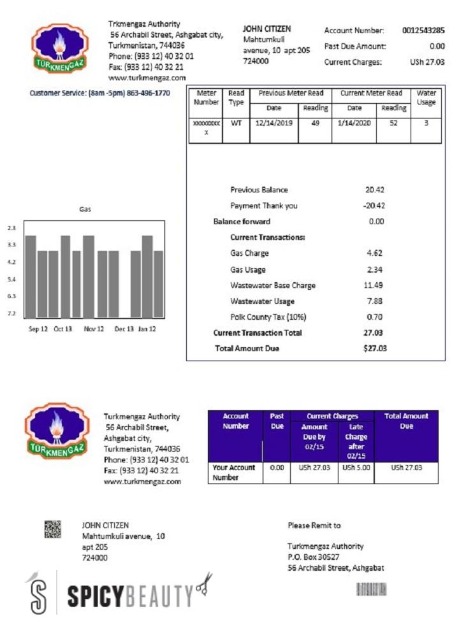 Trkmengaz Authority
56 Archabil Street, Ashgabat city,
Turkmenistan, 744036
Phone: (933 12) 40 32 01
Fax: (933 12) 40 32 21
www.turkmengaz.com
TURKMENGAZ
JOHN CITIZEN
Mahtumkuli
avenue, 10 apt 205
724000
Account Number: 0012543285
Past Due Amount: 0.00
Current Charges: USh 27.03
Customer Service: (8am -5pm) 863-496-1770
Meter Number Read Type Previous Meter Read Current Meter Read Water Usage
Date Reading Date Reading
xxxxxxxx x WT 12/14/2019 49 1/14/2020 52 3
Previous Balance 20.42
Payment Thank you -20.42
Balance forward 0.00
Current Transactions:
Gas Charge 4.62
Gas Usage 2.34
Wastewater Base Charge 11.49
Wastewater Usage 7.88
Polk County Tax (10%) 0.70
Current Transaction Total 27.03
Total Amount Due $27.03
Gas
2.3
3.3
4.2
5.4
6.3
7.2
Sep 12 Oct 13 Nov 12 Dec 13 Jan 12
TURKMENGAZ
Turkmengaz Authority
56 Archabil Street,
Ashgabat city,
Turkmenistan, 744036
Phone: (933 12) 40 32 01
Fax: (933 12) 40 32 21
www.turkmengaz.com
Account Number Past Due Current Charges Total Amount Due
Amount Due by 02/15 Late Charge after 02/15
Your Account Number 0.00 USh 27.03 USh 5.00 USh 27.03
JOHN CITIZEN
Mahtumkuli avenue, 10
apt 205
724000
Please Remit to
Turkmengaz Authority
P.O. Box 30527
56 Archabil Street, Ashgabat
SPICYBEAUTY